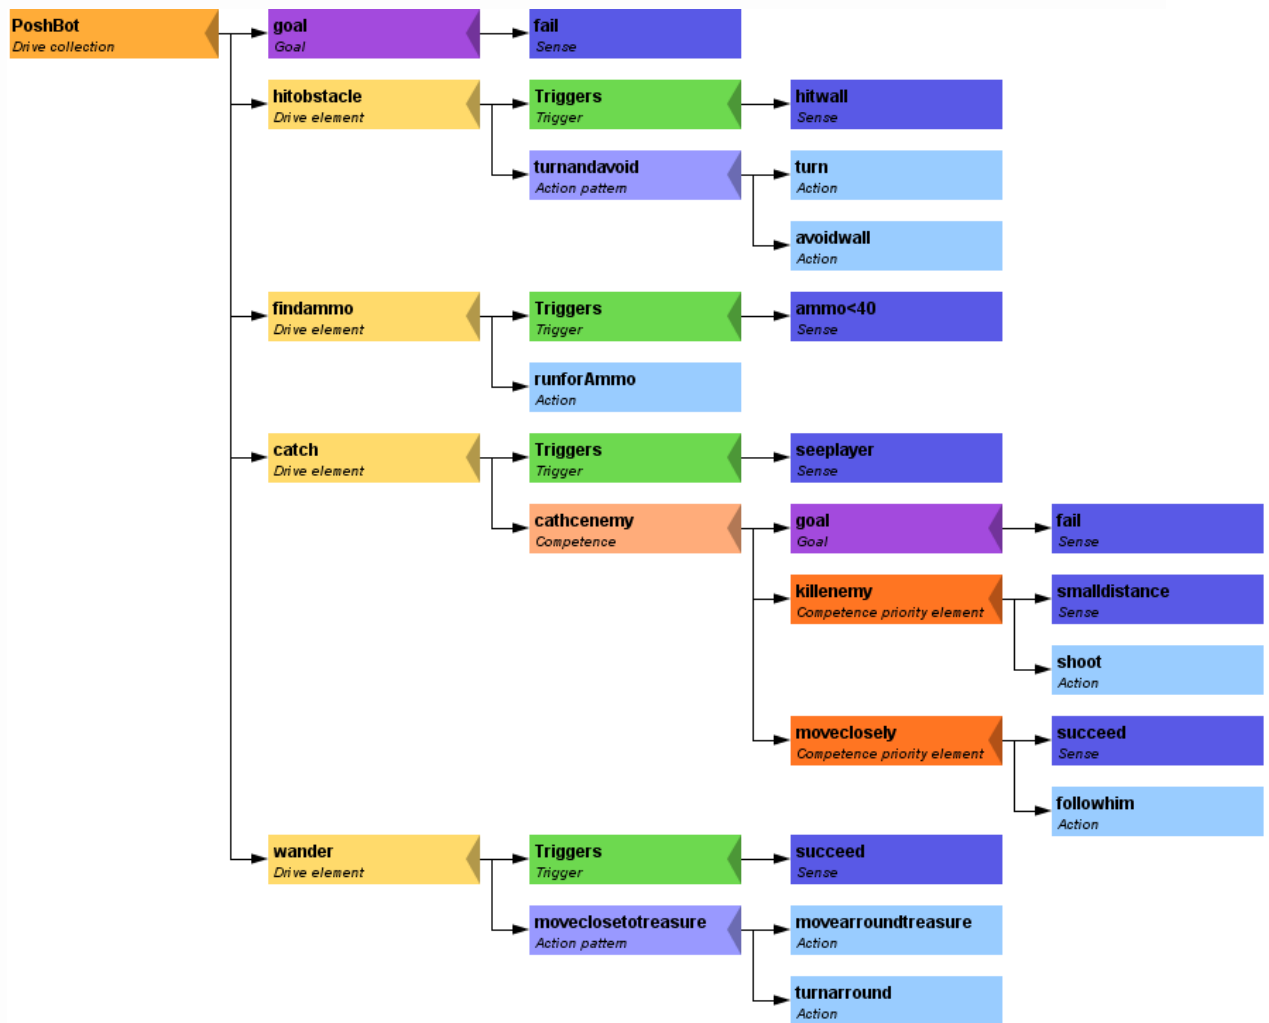 PoshBot
Drive collection
goal
Goal
fail
Sense
hitobstacle
Drive element
Triggers
Trigger
hitwall
Sense
turnandavoid
Action pattern
turn
Action
avoidwall
Action
findammo
Drive element
Triggers
Trigger
ammo<40
Sense
runforAmmo
Action
catch
Drive element
Triggers
Trigger
seeplayer
Sense
cathcenemy
Competence
goal
Goal
fail
Sense
killenemy
Competence priority element
smalldistance
Sense
shoot
Action
moveclosely
Competence priority element
succeed
Sense
followhim
Action
wander
Drive element
Triggers
Trigger
succeed
Sense
moveclosetotreasure
Action pattern
movearroundtreasure
Action
turnarround
Action